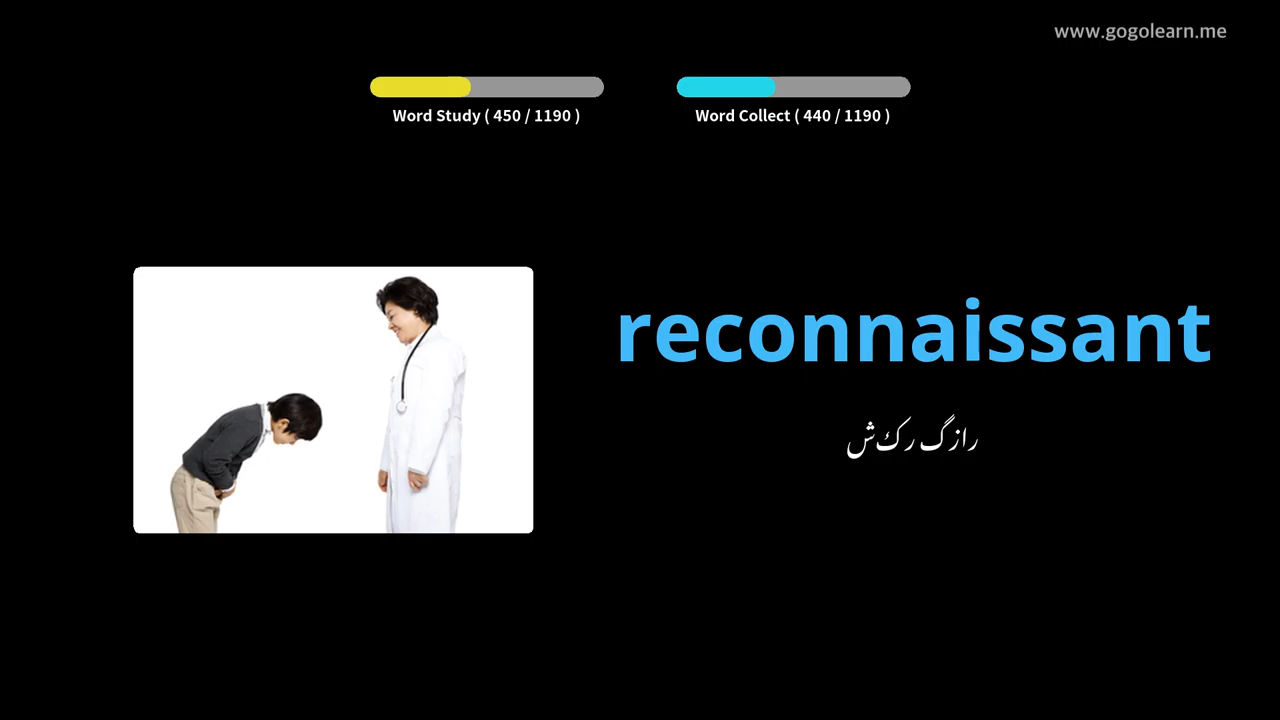 www.gogolearn.me
Word Study ( 450 / 1190 )
Word Collect ( 440 / 1190 )
reconnaissant
رازگ رکش